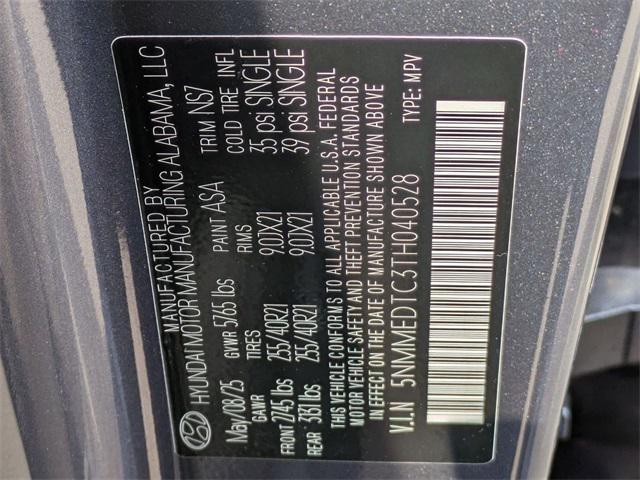 MANUFACTURED BY
HYUNDAI MOTOR MANUFACTURING ALABAMA, LLC
May/08/25 GVWR 5765 lbs PAINT ASA TRIM NS7
GAWR TIRES RIMS COLD TIRE INFL
FRONT 2745 lbs 255/40R21 9.0JX21 35 psi SINGLE
REAR 3131 lbs 255/40R21 9.0JX21 39 psi SINGLE
THIS VEHICLE CONFORMS TO ALL APPLICABLE U.S.A. FEDERAL
MOTOR VEHICLE SAFETY AND THEFT PREVENTION STANDARDS
IN EFFECT ON THE DATE OF MANUFACTURE SHOWN ABOVE
V.I.N 5NMMEDTC3TH040528 TYPE: MPV